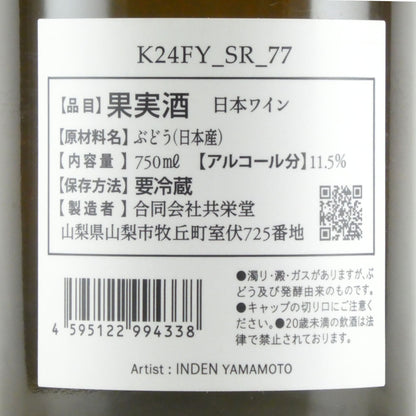 K24FY_SR_77
【品目】果実酒 日本ワイン
【原材料名】ぶどう(日本産)
【内容量】750mℓ 【アルコール分】11.5%
【保存方法】要冷蔵
【製造者】合同会社共栄堂
山梨県山梨市牧丘町室伏725番地
●濁り・澱・ガスがありますが、ぶ
どう及び発酵由来のものです。
●キャップの切り口にご注意く
ださい。●20歳未満の飲酒は法
律で禁止されています。
4 595122 994338
Artist : INDEN YAMAMOTO